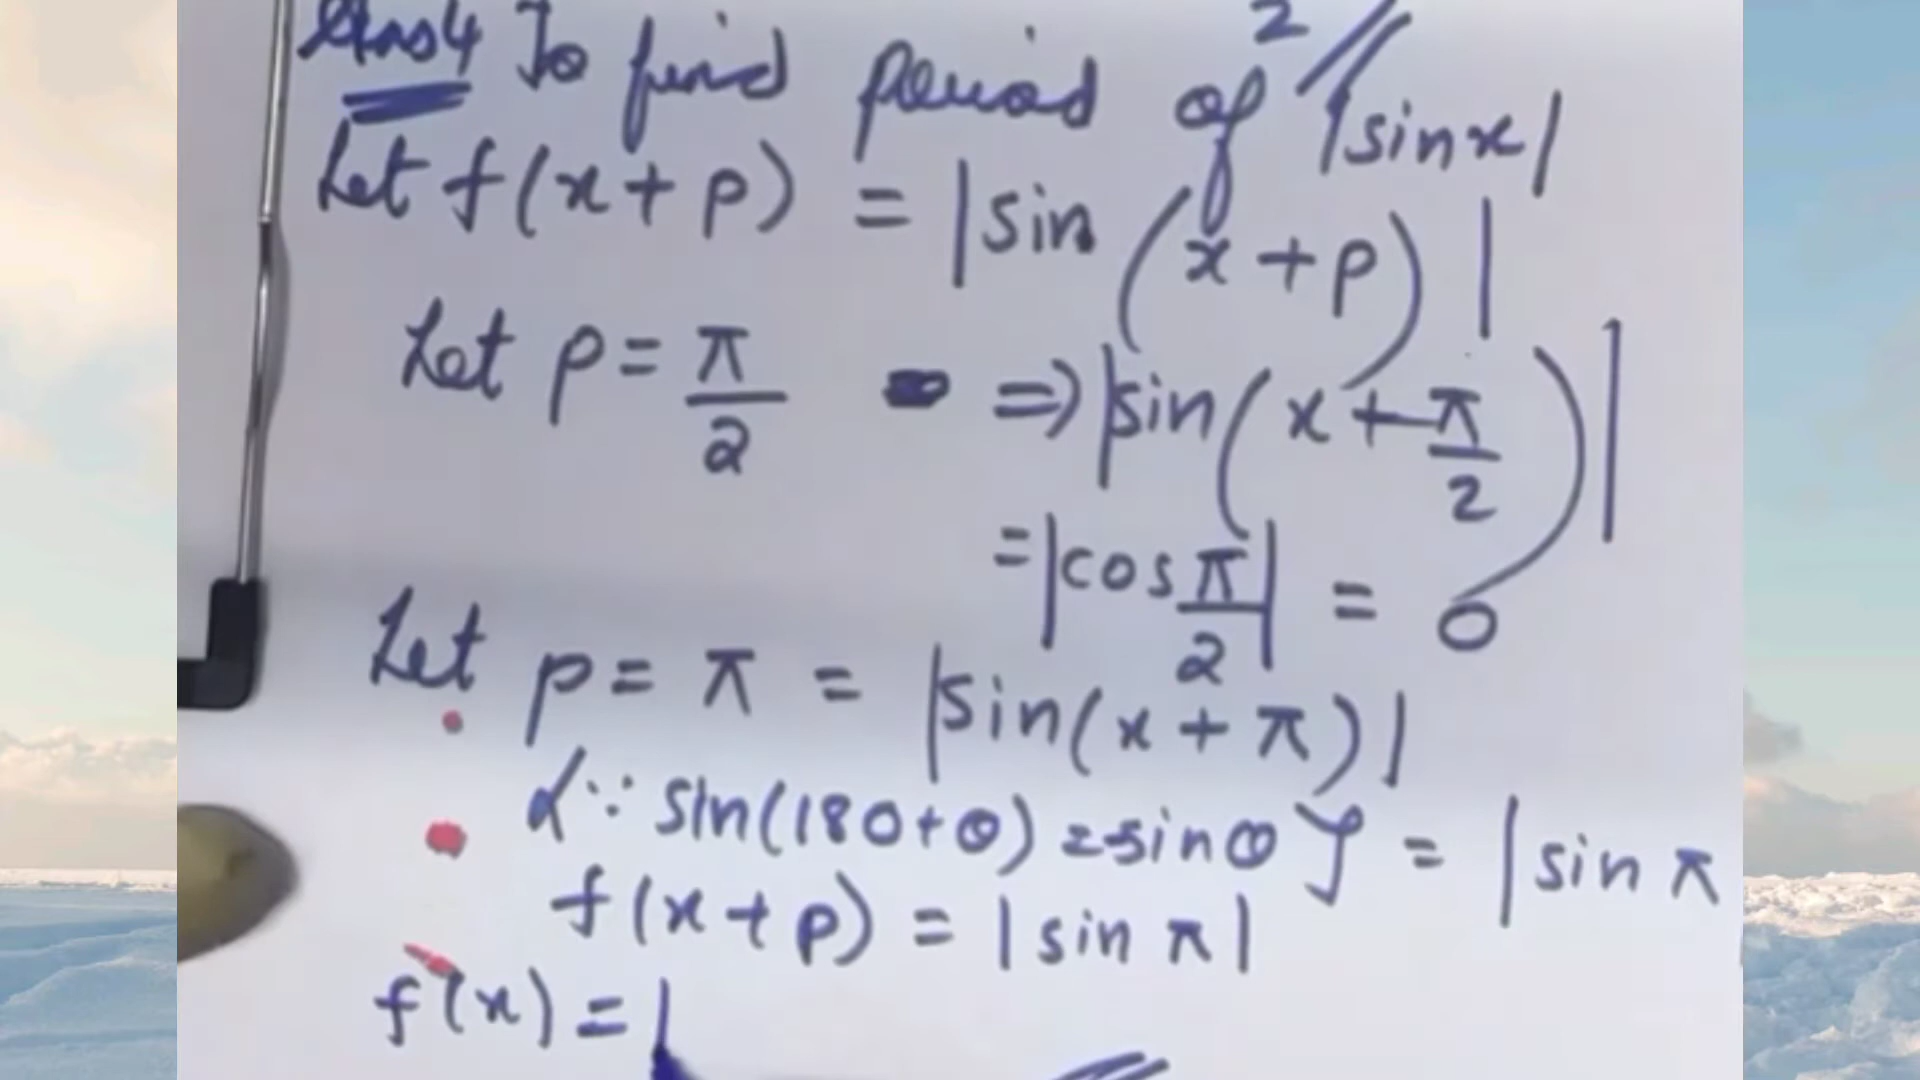 Ans4 To find period of |sinx|
2
Let f(x+p) = |sin(x+p)|
Let p = π/2 ⇒ |sin(x+π/2)|
= |cos π/2| = 0
Let p = π = |sin(x+π)|
{∵ sin(180+θ) = -sinθ} = |sin π
f(x+p) = |sin π|
f(x) = |